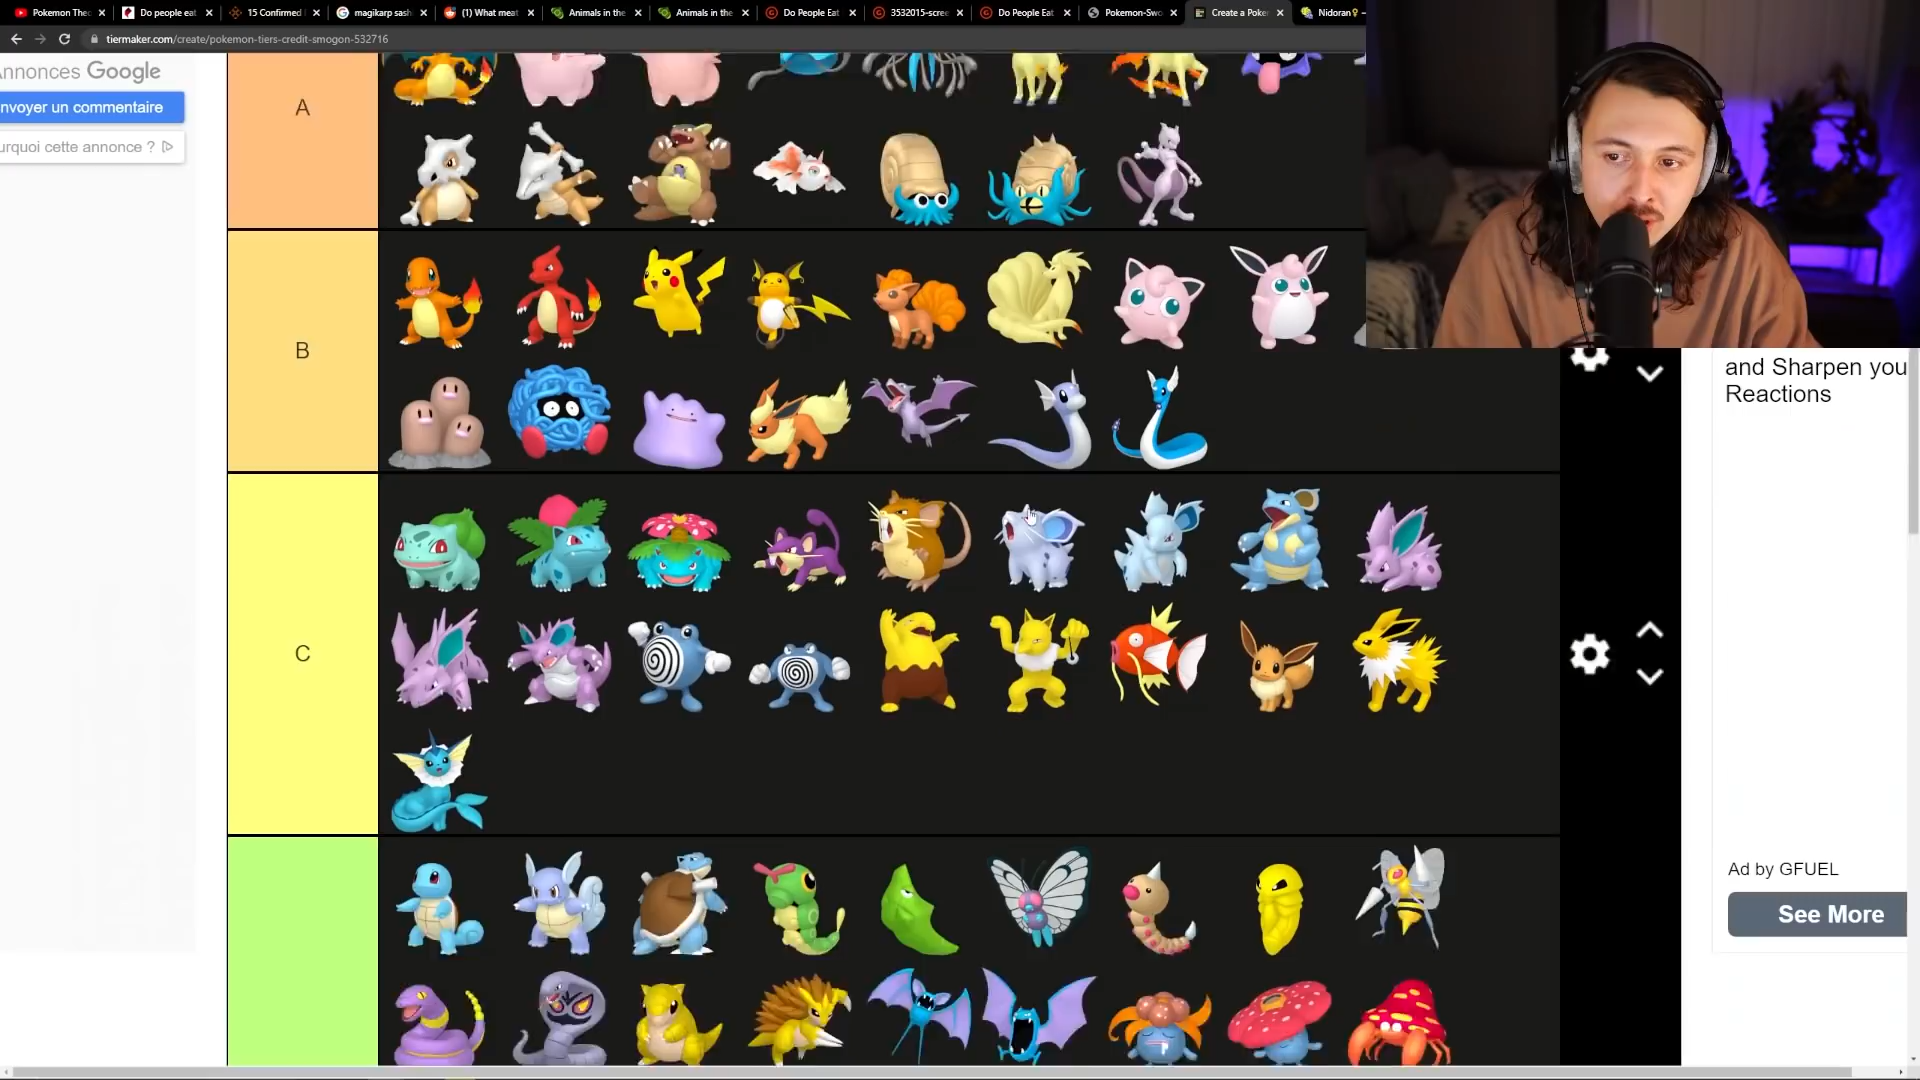 Pokemon Theo
Do people eat
15 Confirmed
magikarp sash
(1) What meat
Animals in the
Animals in the
Do People Eat
3532015-scree
Do People Eat
Pokemon-Swo
Create a Poke
Nidoran♀
tiermaker.com/create/pokemon-tiers-credit-smogon-532716
Annonces Google
nvoyer un commentaire
urquoi cette annonce ?
A
B
C
and Sharpen you
Reactions
Ad by GFUEL
See More